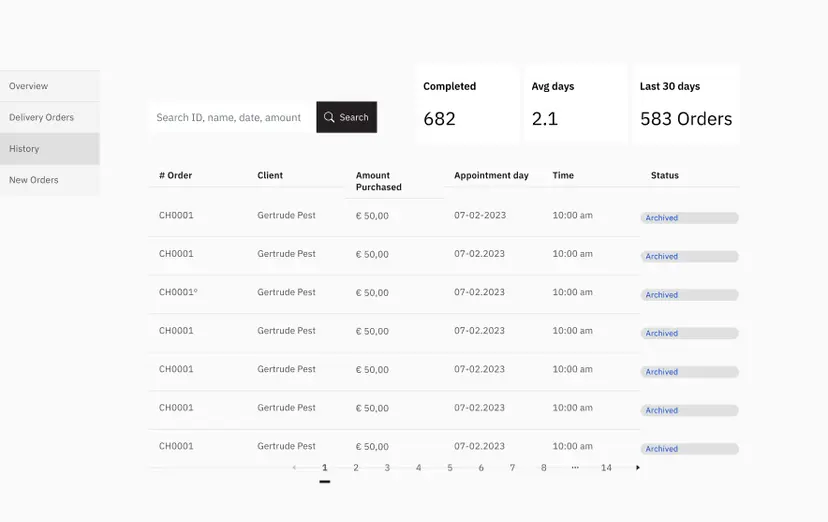 Overview
Delivery Orders
History
New Orders
Search ID, name, date, amount
Search
Completed
682
Avg days
2.1
Last 30 days
583 Orders
# Order Client Amount Purchased Appointment day Time Status
CH0001 Gertrude Pest € 50,00 07-02-2023 10:00 am Archived
CH0001 Gertrude Pest € 50,00 07-02.2023 10:00 am Archived
CH0001º Gertrude Pest € 50,00 07-02.2023 10:00 am Archived
CH0001 Gertrude Pest € 50,00 07-02.2023 10:00 am Archived
CH0001 Gertrude Pest € 50,00 07-02.2023 10:00 am Archived
CH0001 Gertrude Pest € 50,00 07-02.2023 10:00 am Archived
CH0001 Gertrude Pest € 50,00 07-02.2023 10:00 am Archived
1 2 3 4 5 6 7 8 ... 14